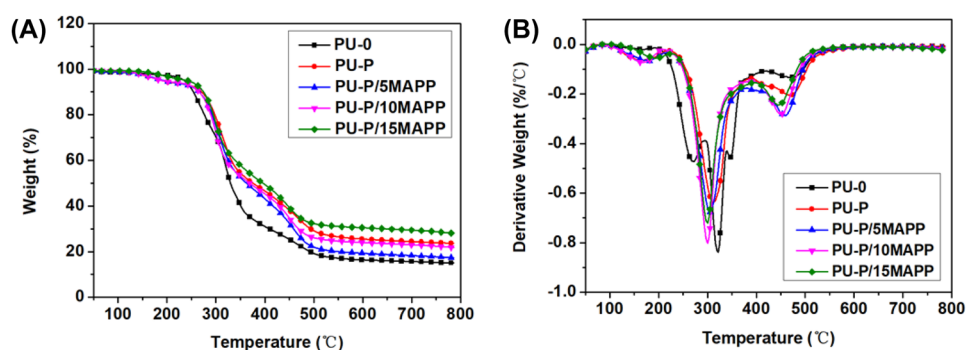 (A)
120
100
80
60
40
20
0
Weight (%)
PU-0
PU-P
PU-P/5MAPP
PU-P/10MAPP
PU-P/15MAPP
100 200 300 400 500 600 700 800
Temperature (℃)
(B)
0.0
-0.2
-0.4
-0.6
-0.8
-1.0
Derivative Weight (%/℃)
PU-0
PU-P
PU-P/5MAPP
PU-P/10MAPP
PU-P/15MAPP
100 200 300 400 500 600 700 800
Temperature (℃)